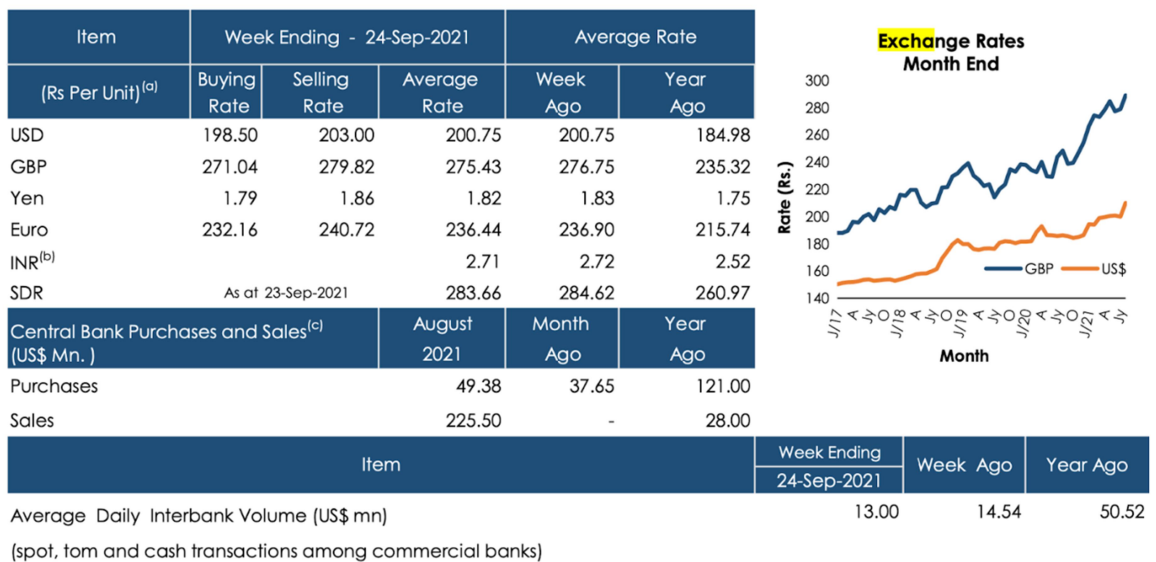 Item Week Ending - 24-Sep-2021 Average Rate
(Rs Per Unit)(a) Buying Rate Selling Rate Average Rate Week Ago Year Ago
USD 198.50 203.00 200.75 200.75 184.98
GBP 271.04 279.82 275.43 276.75 235.32
Yen 1.79 1.86 1.82 1.83 1.75
Euro 232.16 240.72 236.44 236.90 215.74
INR(b) 2.71 2.72 2.52
SDR As at 23-Sep-2021 283.66 284.62 260.97
Central Bank Purchases and Sales(c) August Month Year
(US$ Mn. ) 2021 Ago Ago
Purchases 49.38 37.65 121.00
Sales 225.50 - 28.00
Exchange Rates
Month End
Rate (Rs.)
300
280
260
240
220
200
180
160
140
GBP US$
J/17 A Jy O J/18 A Jy O J/19 A Jy O J/20 A Jy O J/21 A Jy
Month
Item Week Ending Week Ago Year Ago
24-Sep-2021
Average Daily Interbank Volume (US$ mn) 13.00 14.54 50.52
(spot, tom and cash transactions among commercial banks)